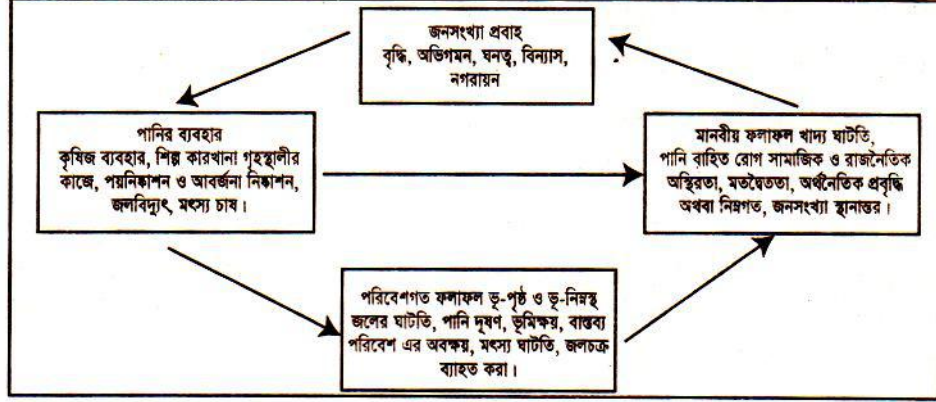 জনসংখ্যা প্রবাহ
বৃদ্ধি, অভিগমন, ঘনত্ব, বিন্যাস,
নগরায়ন
পানির ব্যবহার
কৃষিজ ব্যবহার, শিল্প কারখানা গৃহস্থালীর
কাজে, পয়নিষ্কাশন ও আবর্জনা নিষ্কাশন,
জলবিদ্যুৎ, মৎস্য চাষ।
মানবীয় ফলাফল খাদ্য ঘাটতি,
পানি বাহিত রোগ সামাজিক ও রাজনৈতিক
অস্থিরতা, মতদ্বৈততা, অর্থনৈতিক প্রবৃদ্ধি
অথবা নিম্নগত, জনসংখ্যা স্থানান্তর।
পরিবেশগত ফলাফল ভূ-পৃষ্ঠ ও ভূ-নিম্নস্থ
জলের ঘাটতি, পানি দূষণ, ভূমিক্ষয়, বাস্তব্য
পরিবেশ এর অবক্ষয়, মৎস্য ঘাটতি, জলচক্র
ব্যাহত করা।